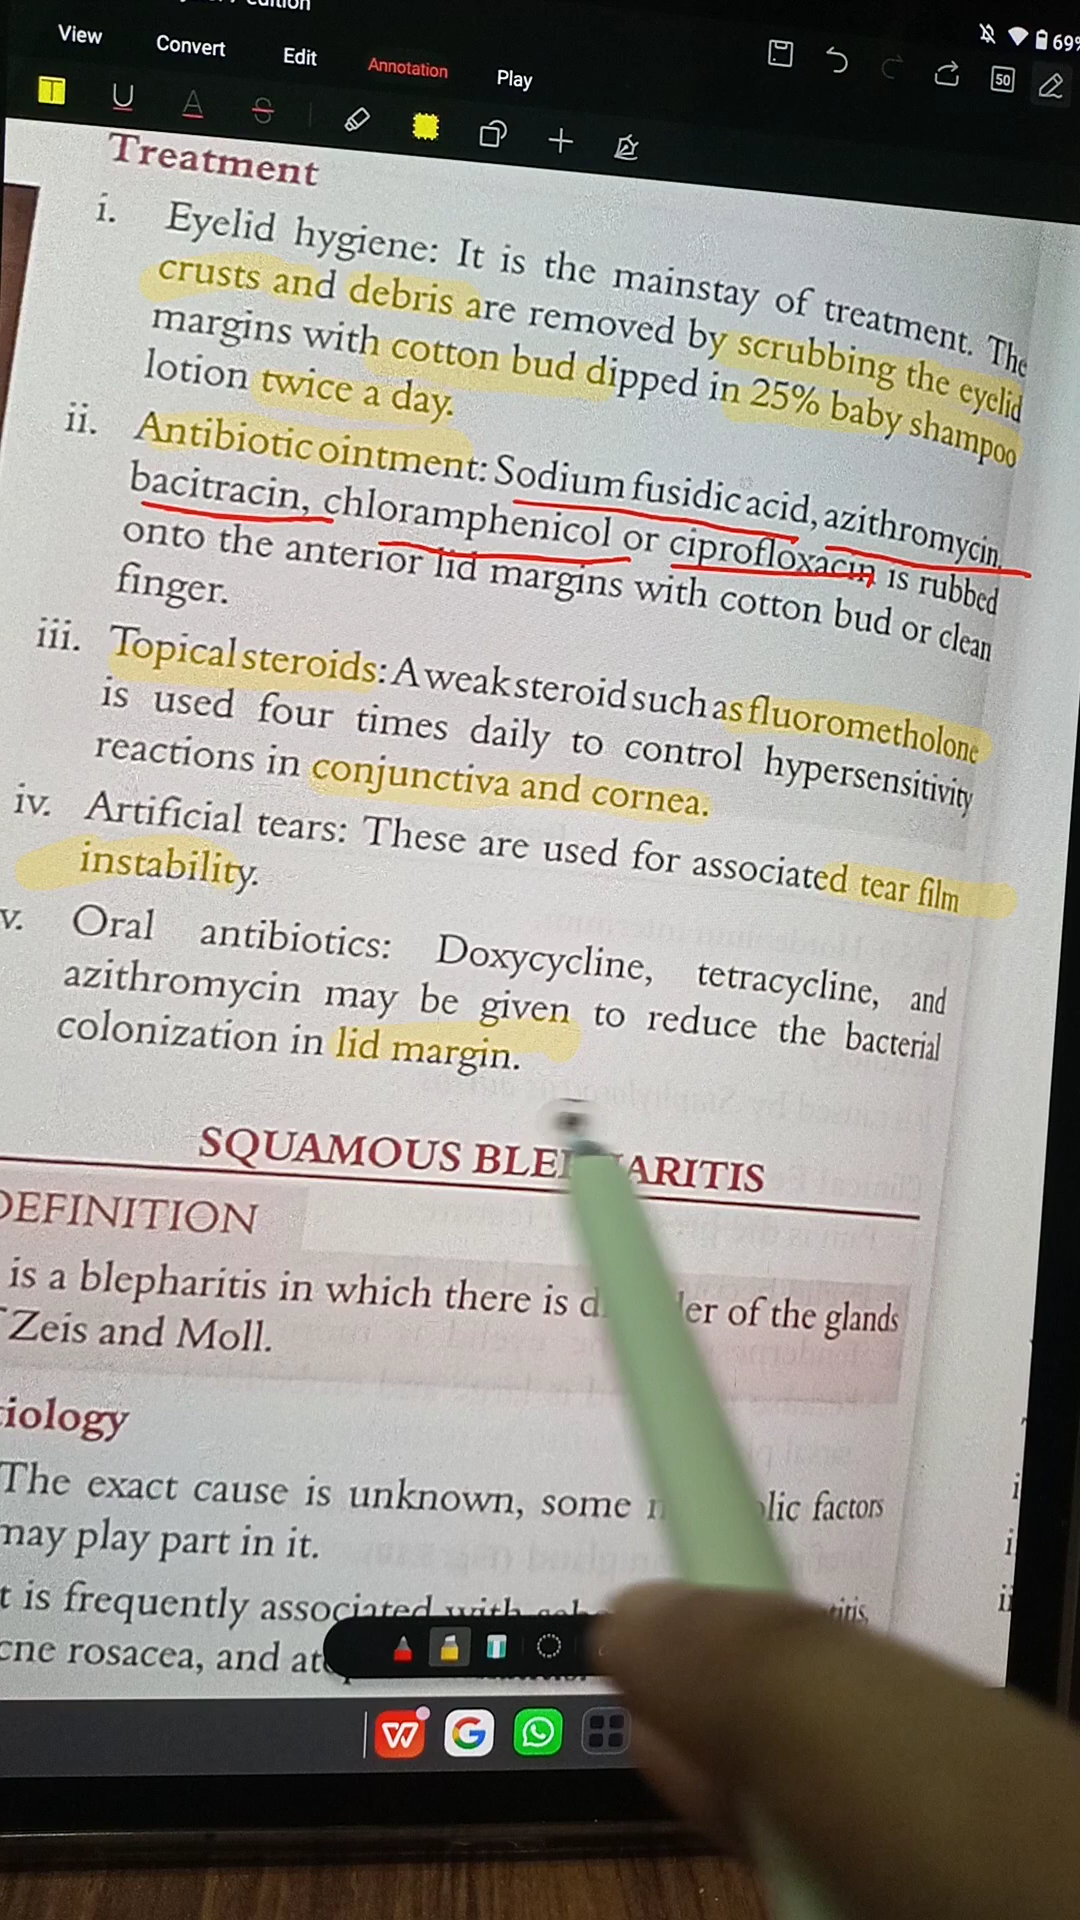 View Convert Edit Annotation Play 50 69%
Treatment
i. Eyelid hygiene: It is the mainstay of treatment. The
crusts and debris are removed by scrubbing the eyelid
margins with cotton bud dipped in 25% baby shampoo
lotion twice a day.
ii. Antibiotic ointment: Sodium fusidic acid, azithromycin,
bacitracin, chloramphenicol or ciprofloxacin is rubbed
onto the anterior lid margins with cotton bud or clean
finger.
iii. Topical steroids: A weak steroid such as fluorometholone
is used four times daily to control hypersensitivity
reactions in conjunctiva and cornea.
iv. Artificial tears: These are used for associated tear film
instability.
v. Oral antibiotics: Doxycycline, tetracycline, and
azithromycin may be given to reduce the bacterial
colonization in lid margin.
SQUAMOUS BLE ARITIS
DEFINITION
is a blepharitis in which there is d er of the glands
Zeis and Moll.
iology
The exact cause is unknown, some lic factors
may play part in it.
t is frequently associated with
cne rosacea, and